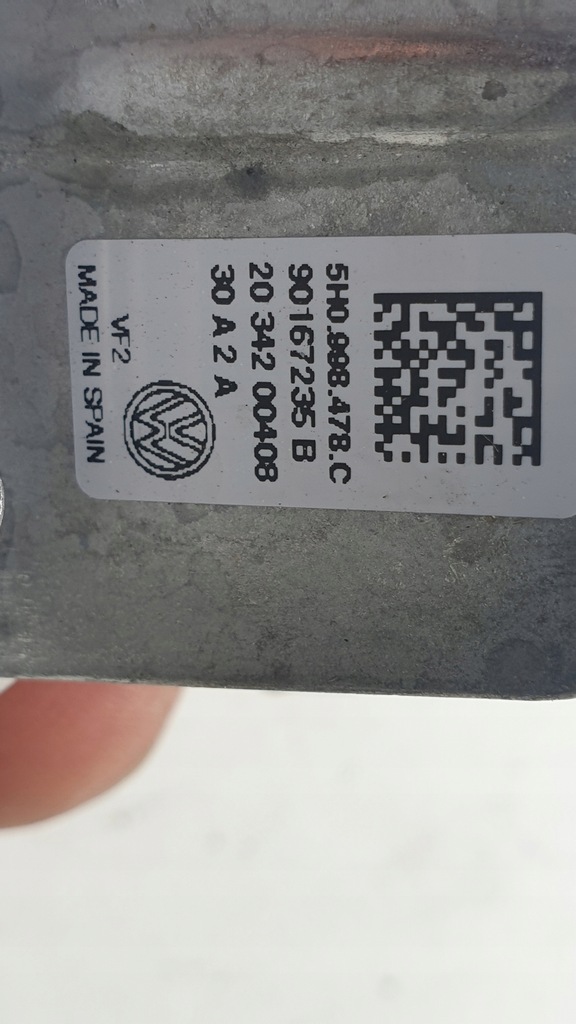 5H0.998.478.C
90167235 B
20 342 00408
30 A 2 A
VF2
MADE IN SPAIN